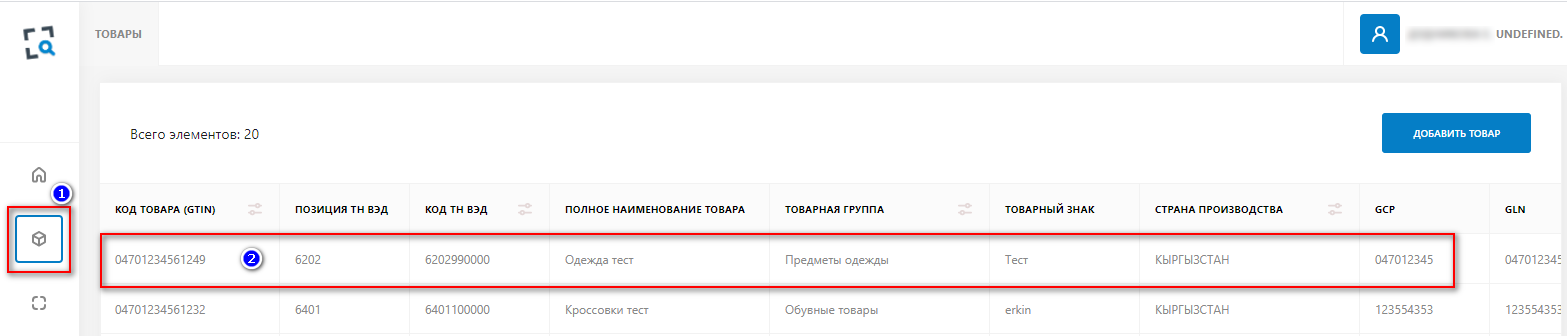 ТОВАРЫ
UNDEFINED.
Всего элементов: 20
ДОБАВИТЬ ТОВАР
1
КОД ТОВАРА (GTIN) ПОЗИЦИЯ ТН ВЭД КОД ТН ВЭД ПОЛНОЕ НАИМЕНОВАНИЕ ТОВАРА ТОВАРНАЯ ГРУППА ТОВАРНЫЙ ЗНАК СТРАНА ПРОИЗВОДСТВА GCP GLN
04701234561249 2 6202 6202990000 Одежда тест Предметы одежды Тест КЫРГЫЗСТАН 047012345 04701234
04701234561232 6401 6401100000 Кроссовки тест Обувные товары erkin КЫРГЫЗСТАН 123554353 123554353